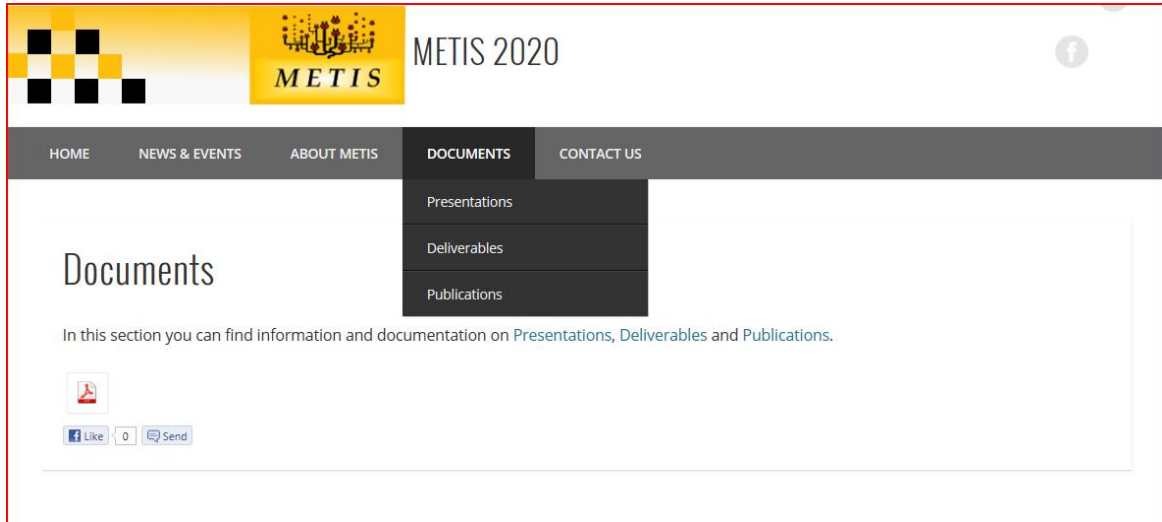 METIS
METIS 2020
HOME NEWS & EVENTS ABOUT METIS DOCUMENTS CONTACT US
Presentations
Deliverables
Publications
Documents
In this section you can find information and documentation on Presentations, Deliverables and Publications.
Like 0 Send